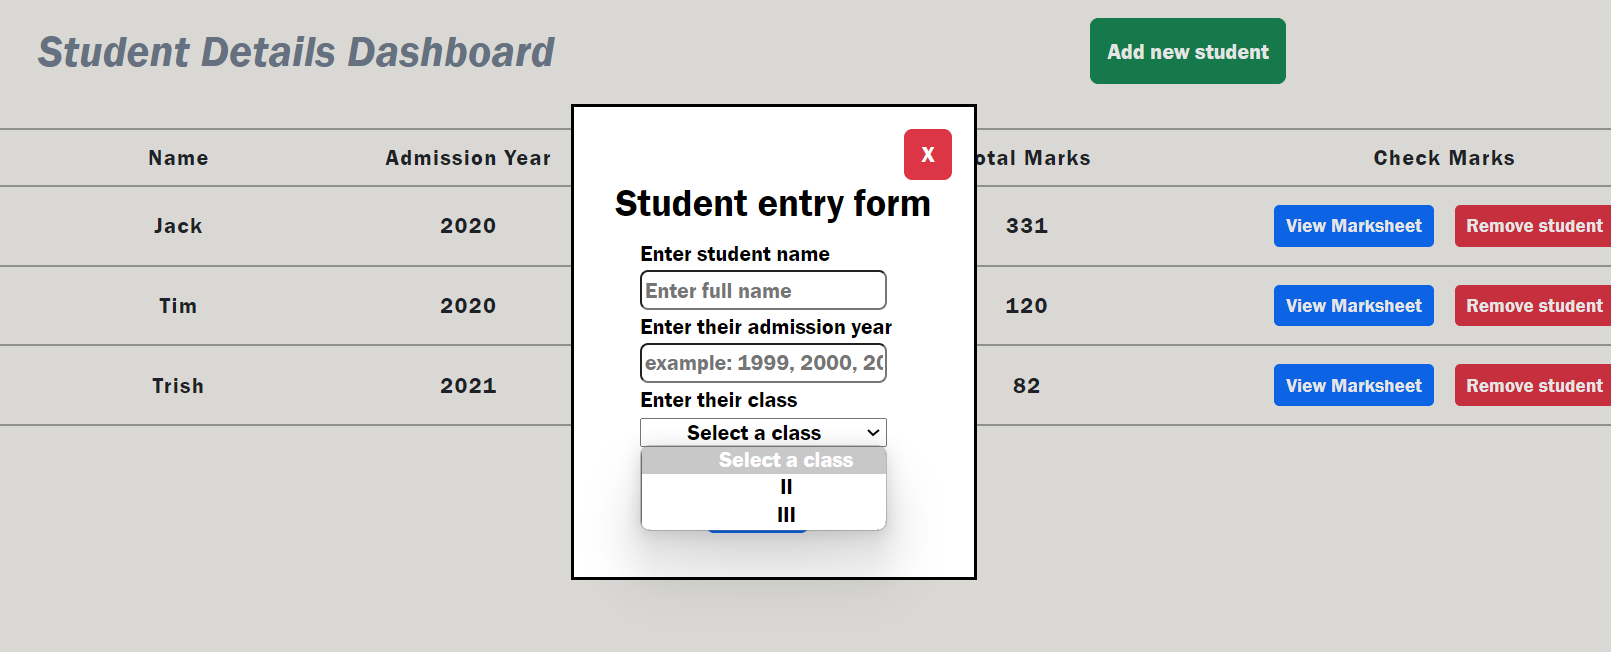 Student Details Dashboard
Add new student
Name Admission Year otal Marks Check Marks
Jack 2020 331 View Marksheet Remove student
Tim 2020 120 View Marksheet Remove student
Trish 2021 82 View Marksheet Remove student
X
Student entry form
Enter student name
Enter full name
Enter their admission year
example: 1999, 2000, 20
Enter their class
Select a class
Select a class
II
III